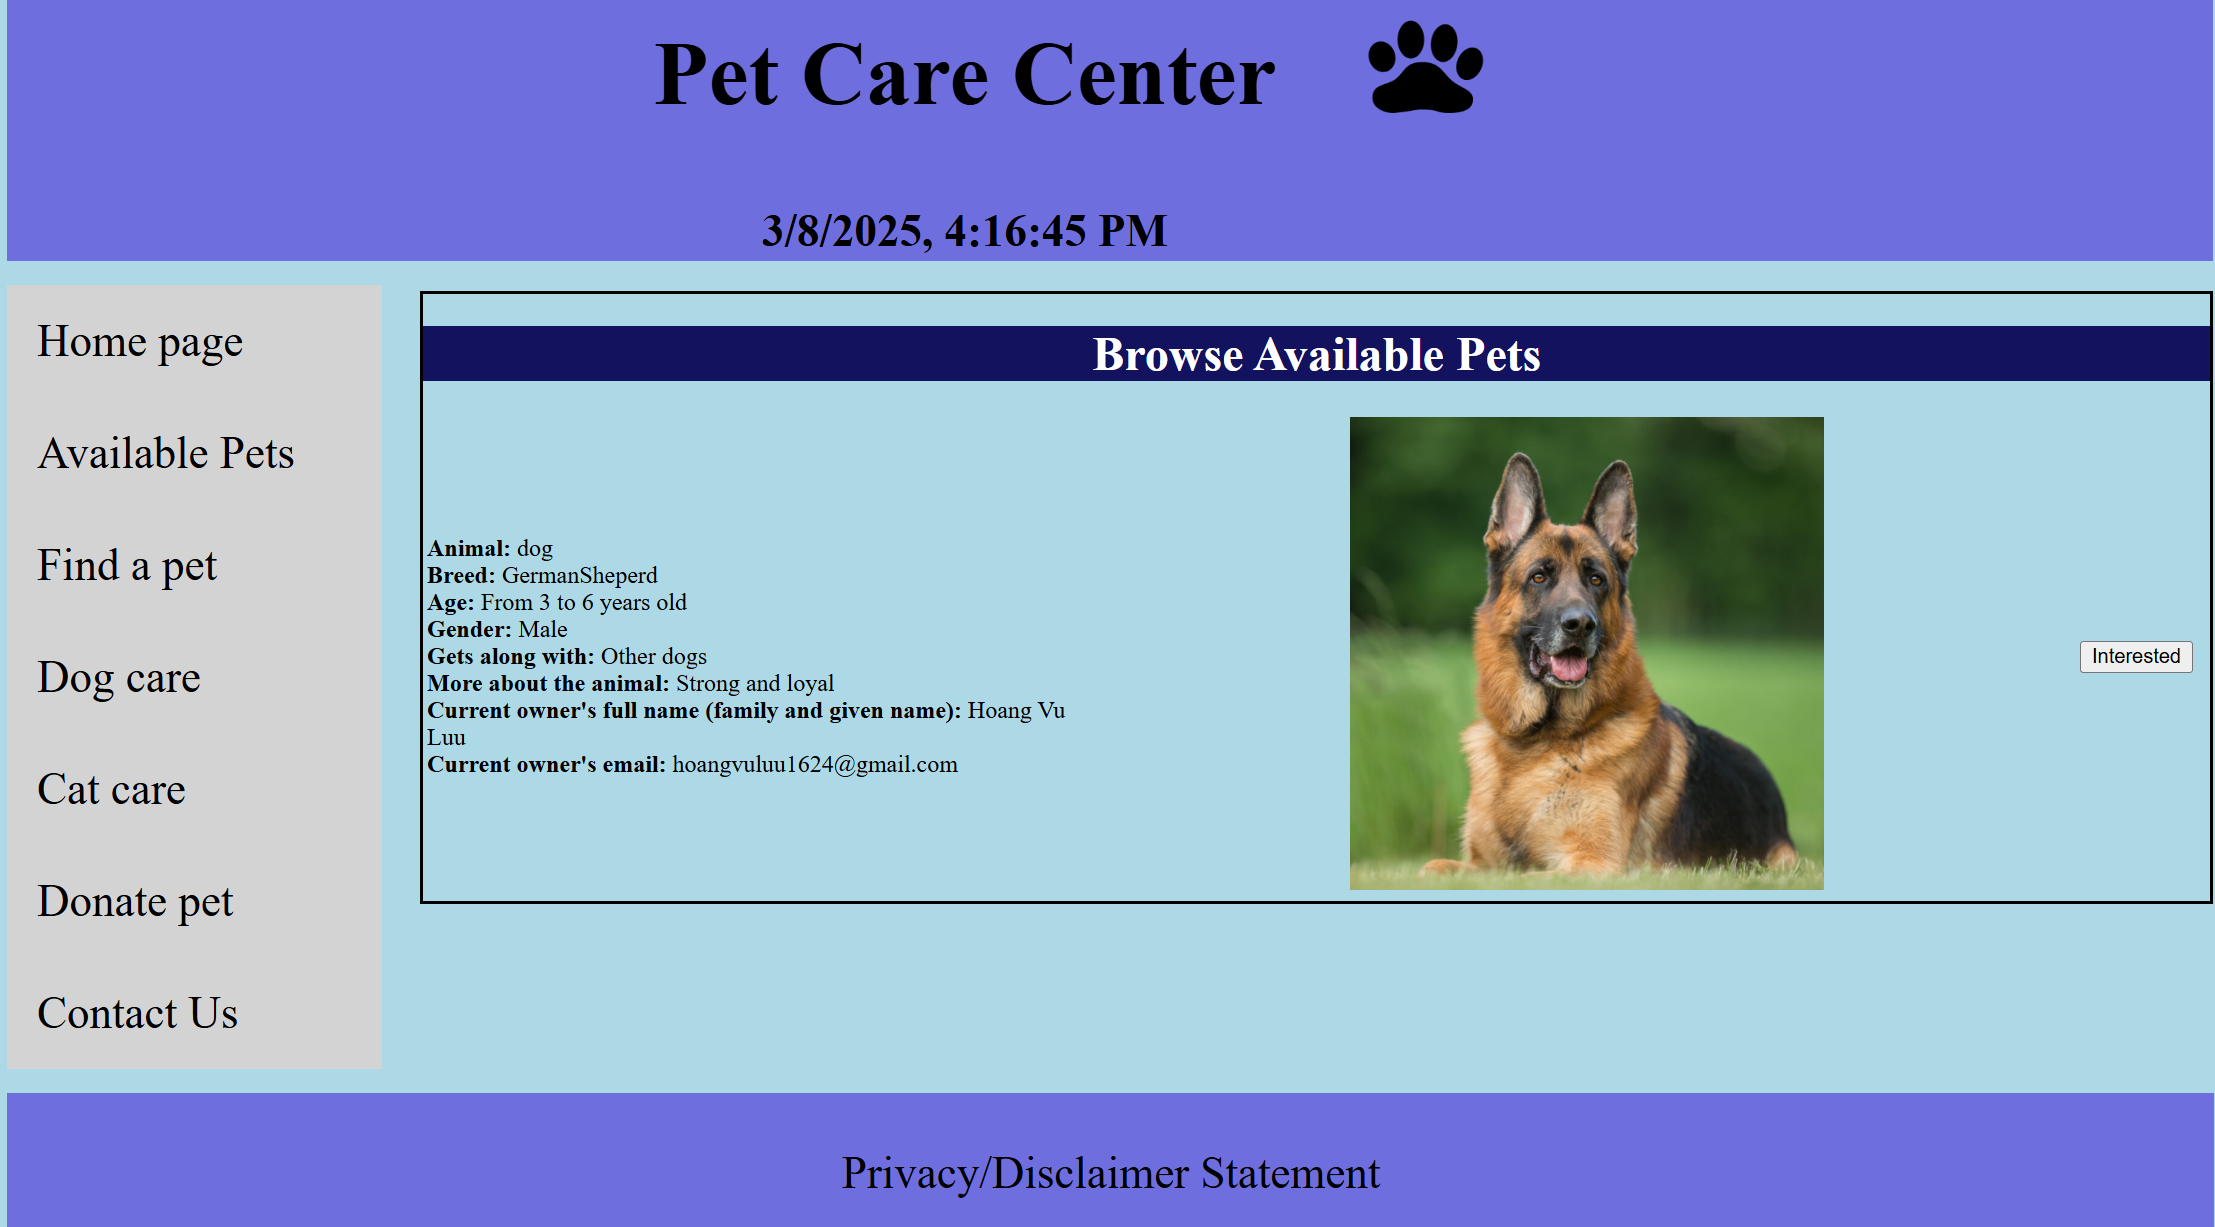 Pet Care Center
3/8/2025, 4:16:45 PM
Home page
Available Pets
Find a pet
Dog care
Cat care
Donate pet
Contact Us
Browse Available Pets
Animal: dog
Breed: GermanSheperd
Age: From 3 to 6 years old
Gender: Male
Gets along with: Other dogs
More about the animal: Strong and loyal
Current owner's full name (family and given name): Hoang Vu
Luu
Current owner's email: hoangvuluu1624@gmail.com
Interested
Privacy/Disclaimer Statement